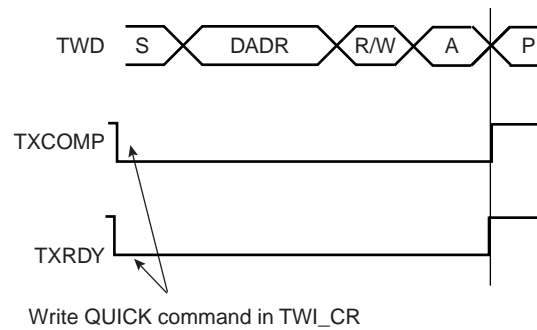 TWD S DADR R/W A P
TXCOMP
TXRDY
Write QUICK command in TWI_CR